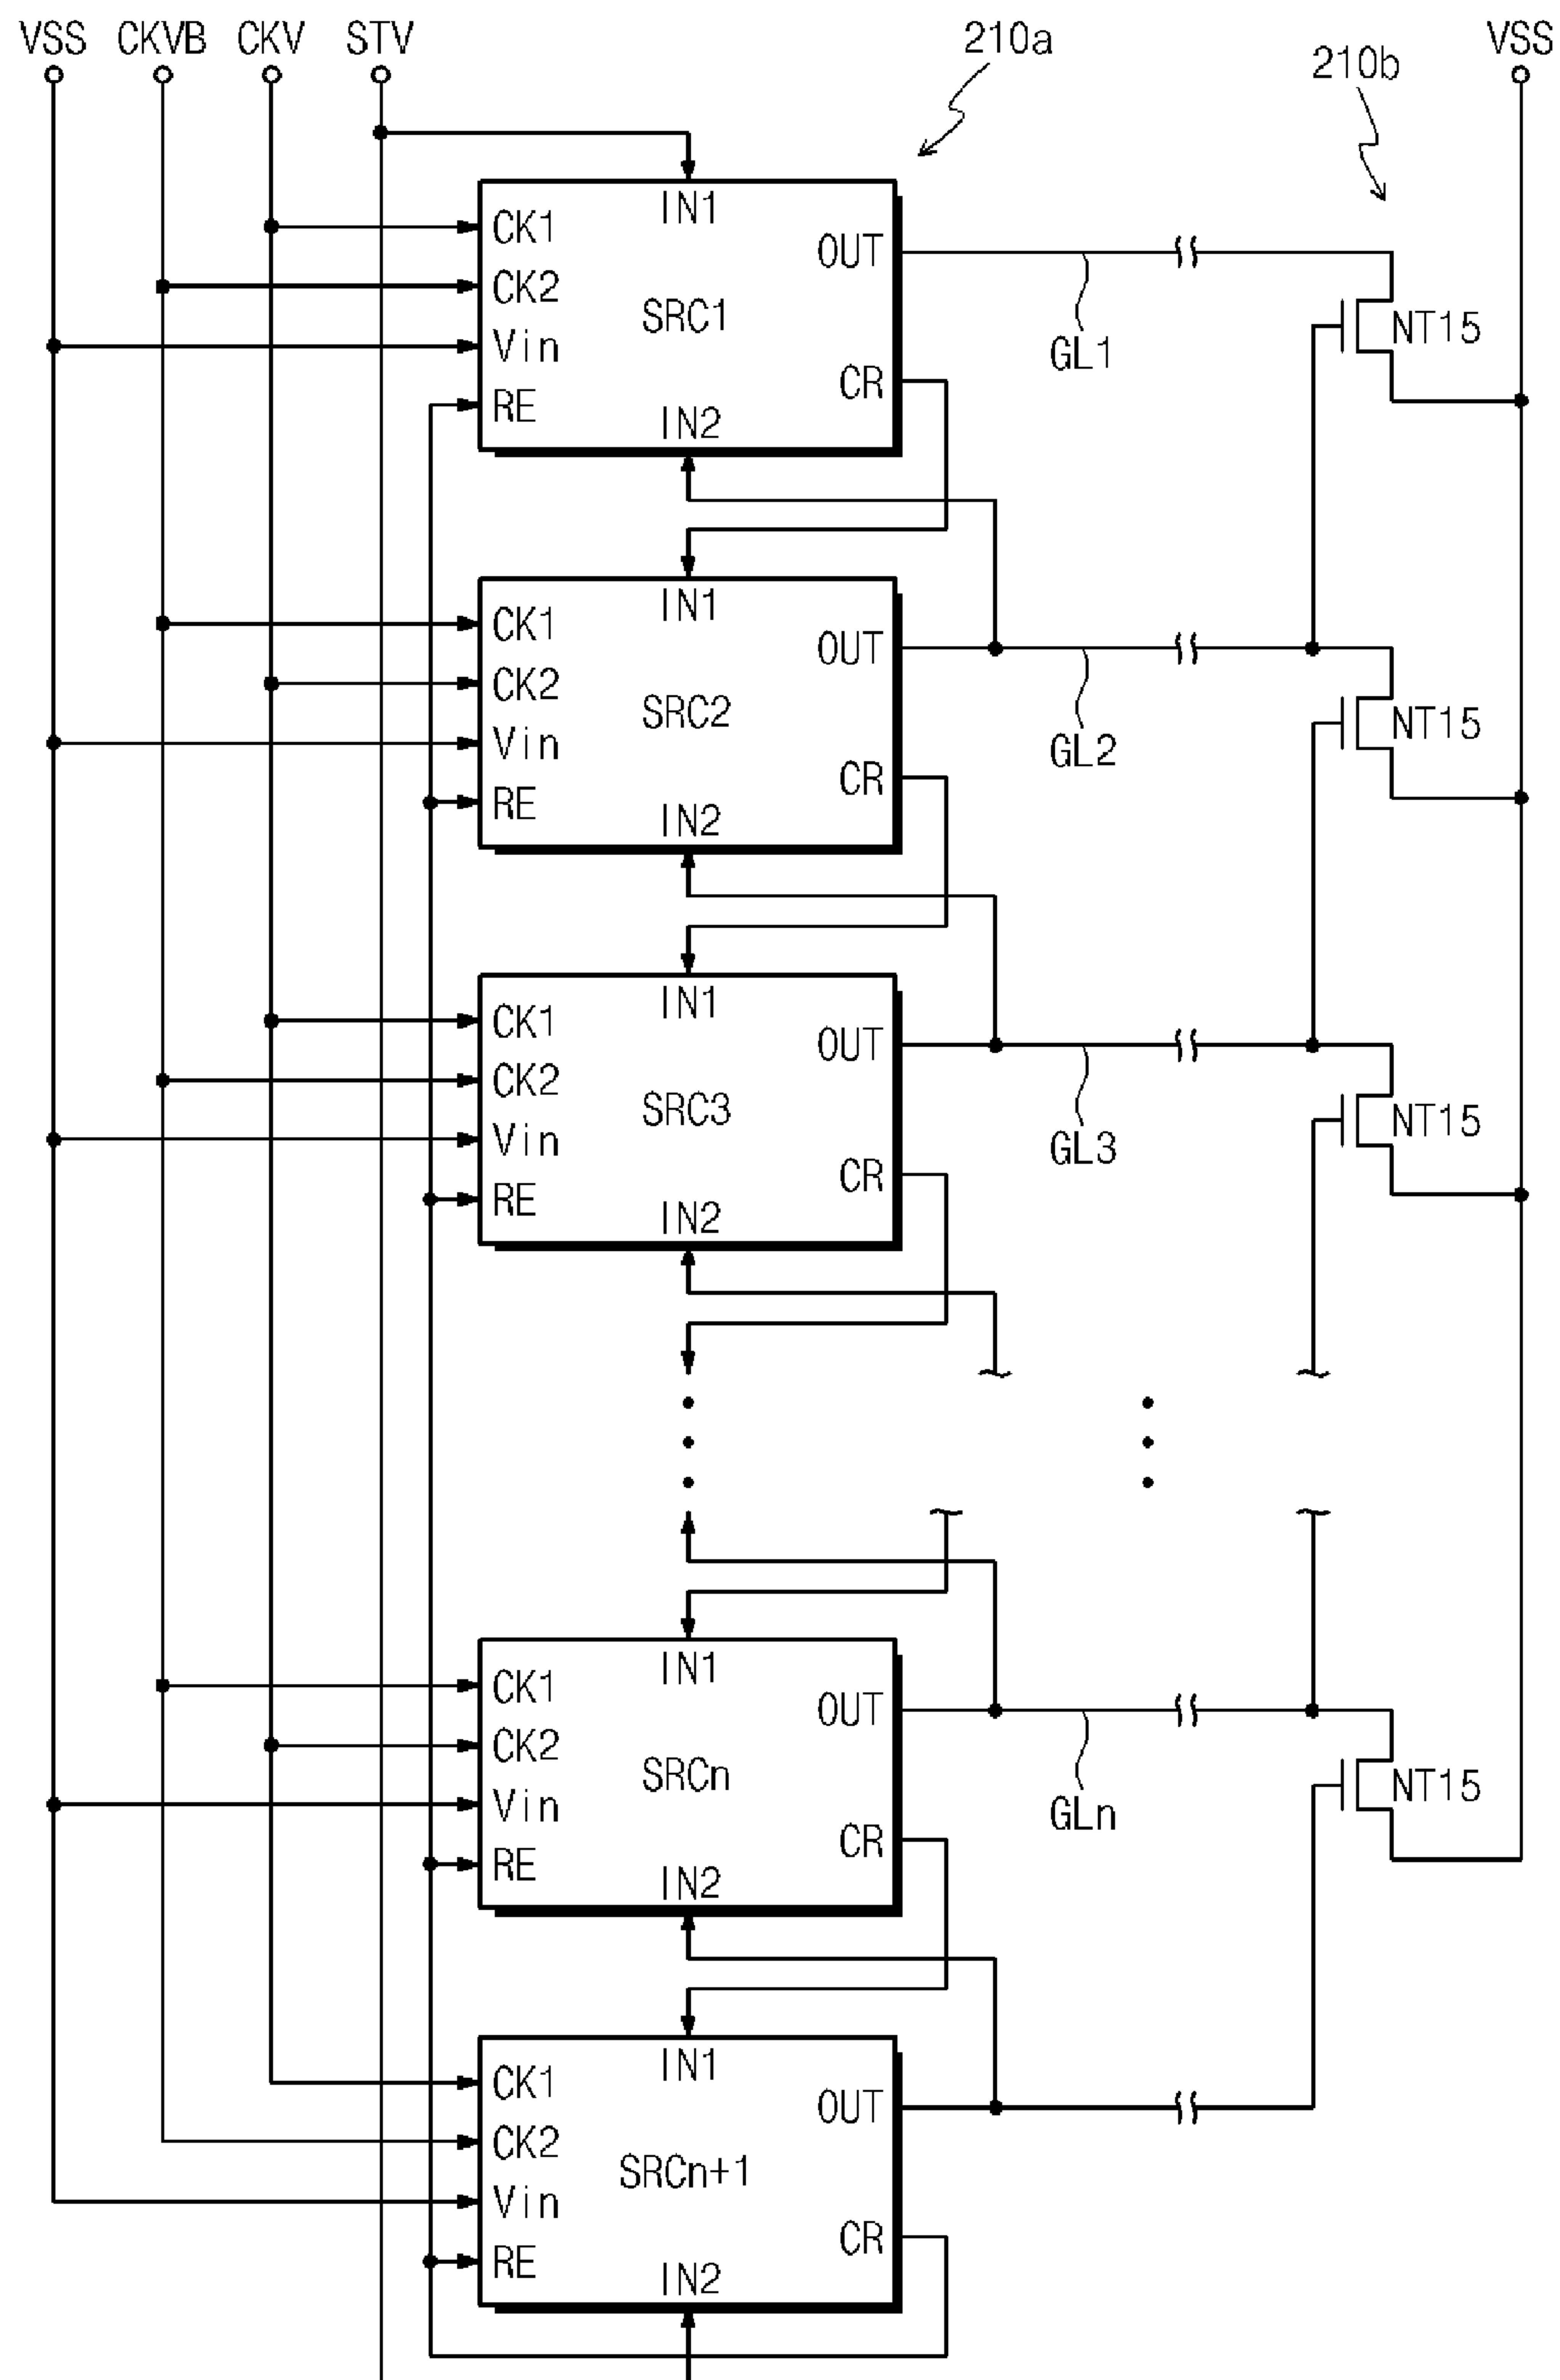 VSS CKVB CKV STV 210a 210b VSS
IN1
CK1
OUT
CK2
SRC1
NT15
Vin
GL1
CR
RE
IN2
IN1
CK1
OUT
CK2
SRC2
NT15
Vin
GL2
CR
RE
IN2
IN1
CK1
OUT
CK2
SRC3
NT15
Vin
GL3
CR
RE
IN2
IN1
CK1
OUT
CK2
SRCn
NT15
Vin
GLn
CR
RE
IN2
IN1
CK1
OUT
CK2
SRCn+1
Vin
CR
RE
IN2